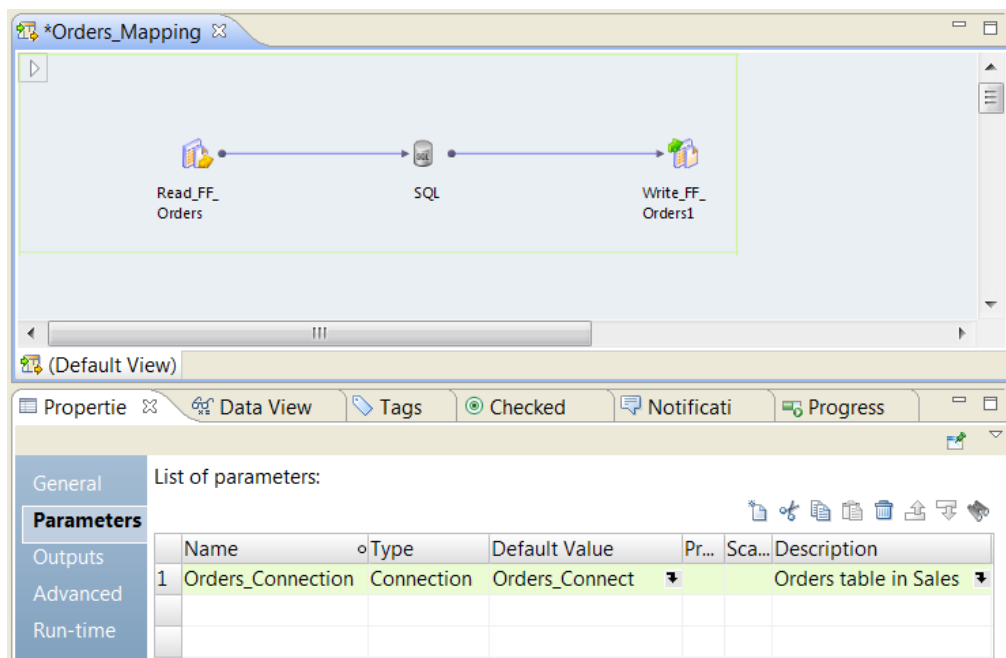 *Orders_Mapping
Read_FF_
Orders
SQL
Write_FF_
Orders1
(Default View)
Propertie Data View Tags Checked Notificati Progress
General
Parameters
Outputs
Advanced
Run-time
List of parameters:
Name Type Default Value Pr... Sca... Description
1 Orders_Connection Connection Orders_Connect Orders table in Sales